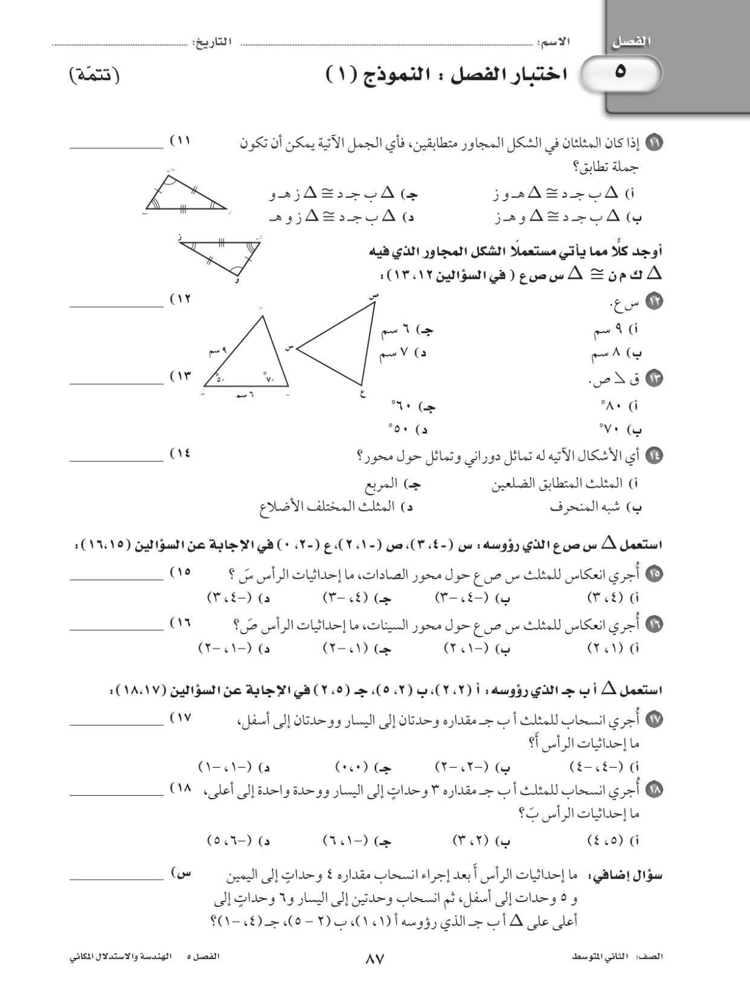 الفصل
٥
الاسم: التاريخ:
اختبار الفصل : النموذج (١) (تتمّة)
١١ إذا كان المثلثان في الشكل المجاور متطابقين، فأي الجمل الآتية يمكن أن تكون ١١)
جملة تطابق؟
أ) Δ ب جـ د ≅ Δ هـ و ز جـ) Δ ب جـ د ≅ Δ ز هـ و
ب) Δ ب جـ د ≅ Δ و هـ ز د) Δ ب جـ د ≅ Δ ز و هـ
ز
و
أوجد كلًّا مما يأتي مستعملًا الشكل المجاور الذي فيه
Δ ك م ن ≅ Δ س ص ع ( في السؤالين ١٢، ١٣):
١٢ س ع. ١٢)
أ) ٩ سم جـ) ٦ سم
ب) ٨ سم د) ٧ سم
ص
س
ع
٩ سم
٥٠°
٧٠°
٦ سم
١٣ ق ∠ ص. ١٣)
أ) ٨٠° جـ) ٦٠°
ب) ٧٠° د) ٥٠°
١٤ أي الأشكال الآتيه له تماثل دوراني وتماثل حول محور؟ ١٤)
أ) المثلث المتطابق الضلعين جـ) المربع
ب) شبه المنحرف د) المثلث المختلف الأضلاع
استعمل Δ س ص ع الذي رؤوسه: س (-٤، ٣)، ص (-١، ٢)، ع (-٢، ٠) في الإجابة عن السؤالين (١٥،١٦):
١٥ أُجري انعكاس للمثلث س ص ع حول محور الصادات، ما إحداثيات الرأس سَ ؟ ١٥)
أ) (٤، ٣) ب) (–٤، –٣) جـ) (٤، –٣) د) (–٤، ٣)
١٦ أُجري انعكاس للمثلث س ص ع حول محور السينات، ما إحداثيات الرأس صَ؟ ١٦)
أ) (١، ٢) ب) (–١، ٢) جـ) (١، –٢) د) (–١، –٢)
استعمل Δ أ ب جـ الذي رؤوسه: أ (٢، ٢)، ب (٢، ٥)، جـ (٥، ٢) في الإجابة عن السؤالين (١٧،١٨):
١٧ أُجري انسحاب للمثلث أ ب جـ مقداره وحدتان إلى اليسار ووحدتان إلى أسفل، ١٧)
ما إحداثيات الرأس أَ؟
أ) (–٤، –٤) ب) (–٢، –٢) جـ) (٠،٠) د) (–١، –١)
١٨ أُجري انسحاب للمثلث أ ب جـ مقداره ٣ وحداتٍ إلى اليسار ووحدة واحدة إلى أعلى، ١٨)
ما إحداثيات الرأس بَ؟
أ) (٥، ٤) ب) (٢، ٣) جـ) (–١، ٦) د) (–٦، ٥)
سؤال إضافي: ما إحداثيات الرأس أَ بعد إجراء انسحاب مقداره ٤ وحداتٍ إلى اليمين س)
و ٥ وحدات إلى أسفل، ثم انسحاب وحدتين إلى اليسار و٦ وحداتٍ إلى
أعلى على Δ أ ب جـ الذي رؤوسه أ (١، ١)، ب (٢ – ٥)، جـ (٤، –١)؟
الصف: الثاني المتوسط ٨٧ الفصل ٥ الهندسة والاستدلال المكاني